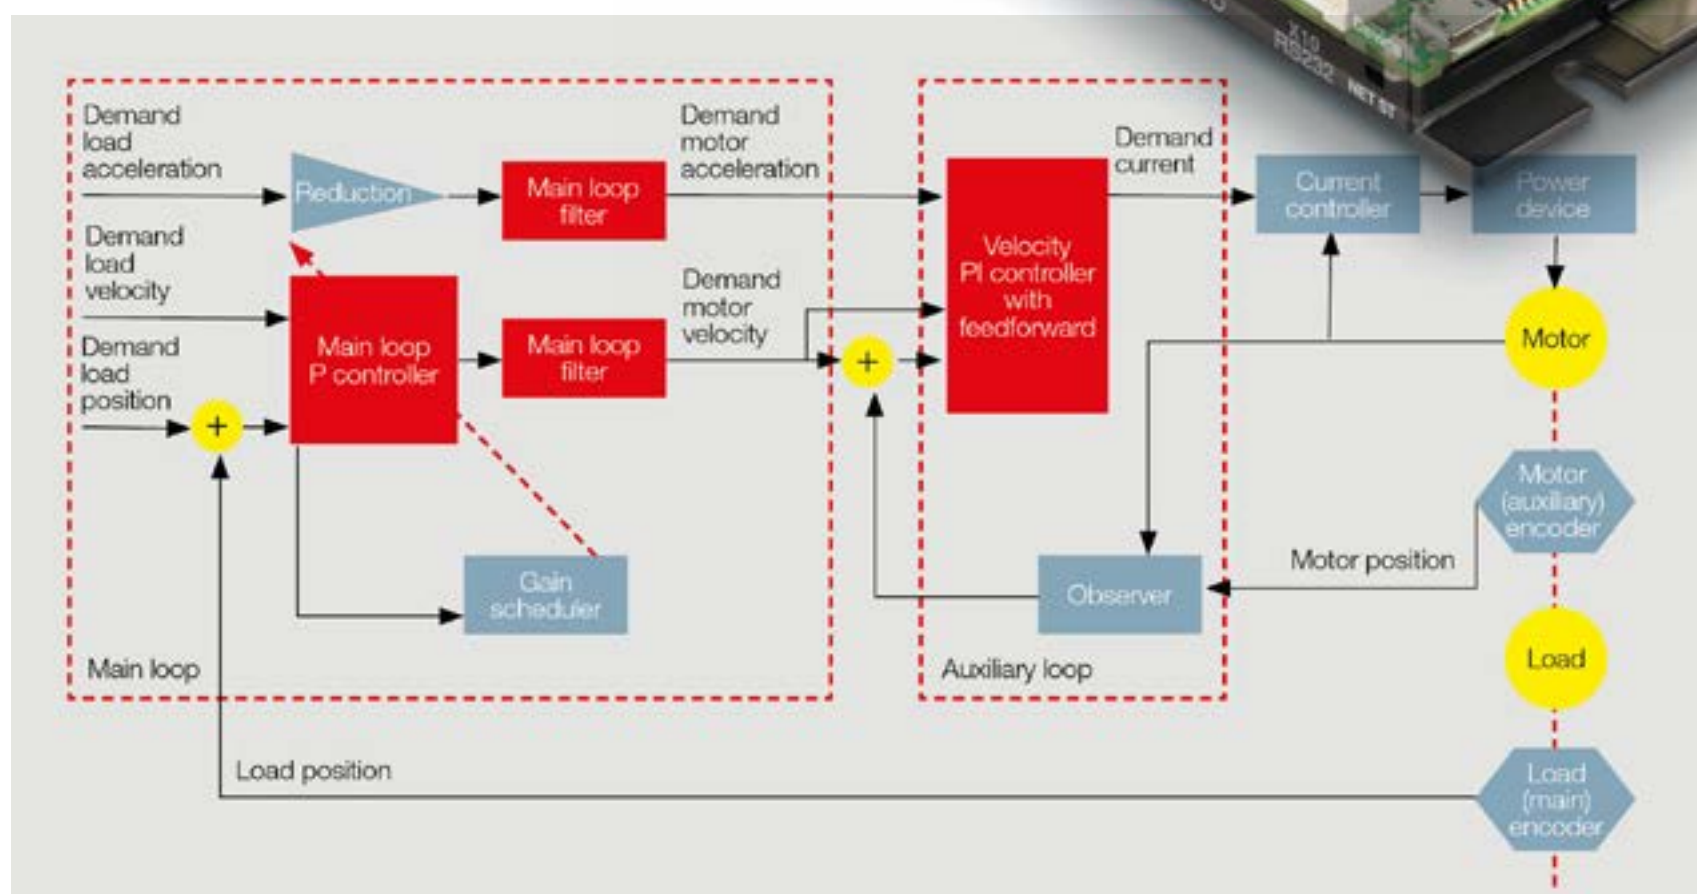 X10
RS232
NET ST
Demand
load
acceleration
Reduction
Main loop
filter
Demand
motor
acceleration
Demand
current
Current
controller
Power
device
Demand
load
velocity
Velocity
PI controller
with
feedforward
Demand
motor
velocity
Main loop
P controller
Main loop
filter
+
Motor
Demand
load
position
+
Motor
(auxiliary)
encoder
Motor position
Gain
scheduler
Observer
Main loop
Auxiliary loop
Load
Load position
Load
(main)
encoder